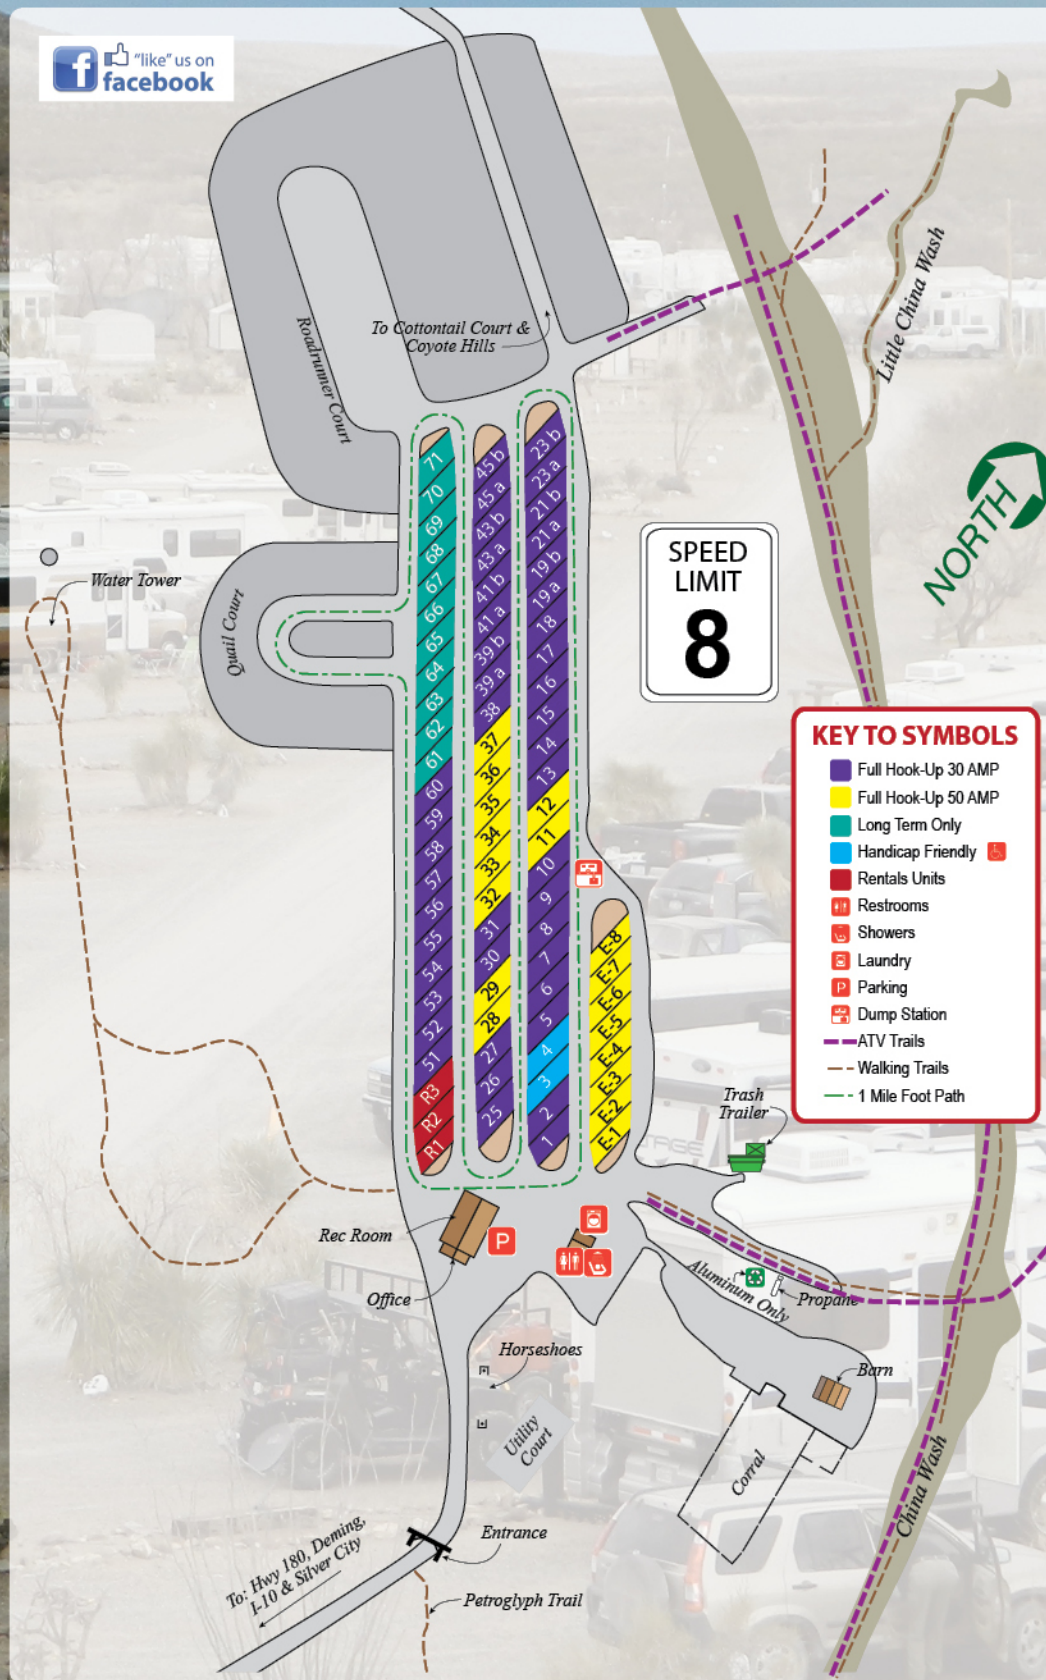 "like" us on
facebook
Little China Wash
To Cottontail Court &
Coyote Hills
Roadrunner Court
NORTH
SPEED
LIMIT
8
Water Tower
Quail Court
71
70
69
68
67
66
65
64
63
62
61
60
59
58
57
56
55
54
53
52
51
R3
R2
R1
45 b
45 a
43 b
43 a
41 b
41 a
39 b
39 a
38
37
36
35
34
33
32
31
30
29
28
27
26
25
23 b
23 a
21 b
21 a
19 b
19 a
18
17
16
15
14
13
12
11
10
9
8
7
6
5
4
3
2
1
E-8
E-7
E-6
E-5
E-4
E-3
E-2
E-1
KEY TO SYMBOLS
Full Hook-Up 30 AMP
Full Hook-Up 50 AMP
Long Term Only
Handicap Friendly
Rentals Units
Restrooms
Showers
Laundry
P Parking
Dump Station
ATV Trails
Walking Trails
1 Mile Foot Path
Trash
Trailer
Rec Room
P
Office
Aluminum Only
Propane
Horseshoes
Barn
Utility
Court
Corral
China Wash
Entrance
To: Hwy 180, Deming,
I-10 & Silver City
Petroglyph Trail